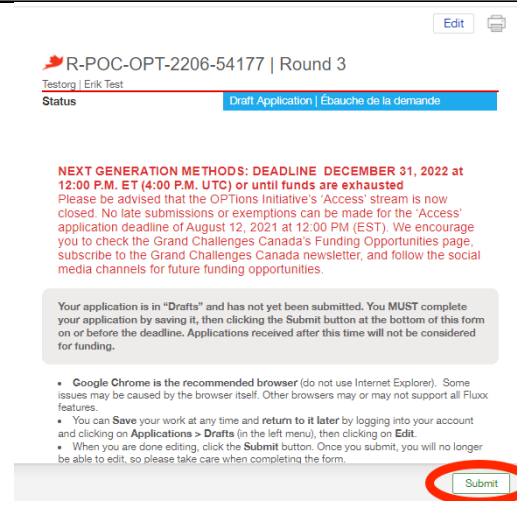 Edit
R-POC-OPT-2206-54177 | Round 3
Testorg | Erik Test
Status
Draft Application | Ébauche de la demande
NEXT GENERATION METHODS: DEADLINE DECEMBER 31, 2022 at
12:00 P.M. ET (4:00 P.M. UTC) or until funds are exhausted
Please be advised that the OPTions Initiative's 'Access' stream is now
closed. No late submissions or exemptions can be made for the 'Access'
application deadline of August 12, 2021 at 12:00 PM (EST). We encourage
you to check the Grand Challenges Canada's Funding Opportunities page,
subscribe to the Grand Challenges Canada newsletter, and follow the social
media channels for future funding opportunities.
Your application is in "Drafts" and has not yet been submitted. You MUST complete
your application by saving it, then clicking the Submit button at the bottom of this form
on or before the deadline. Applications received after this time will not be considered
for funding.
• Google Chrome is the recommended browser (do not use Internet Explorer). Some
issues may be caused by the browser itself. Other browsers may or may not support all Fluxx
features.
• You can Save your work at any time and return to it later by logging into your account
and clicking on Applications > Drafts (in the left menu), then clicking on Edit.
• When you are done editing, click the Submit button. Once you submit, you will no longer
be able to edit, so please take care when completing the form.
Submit